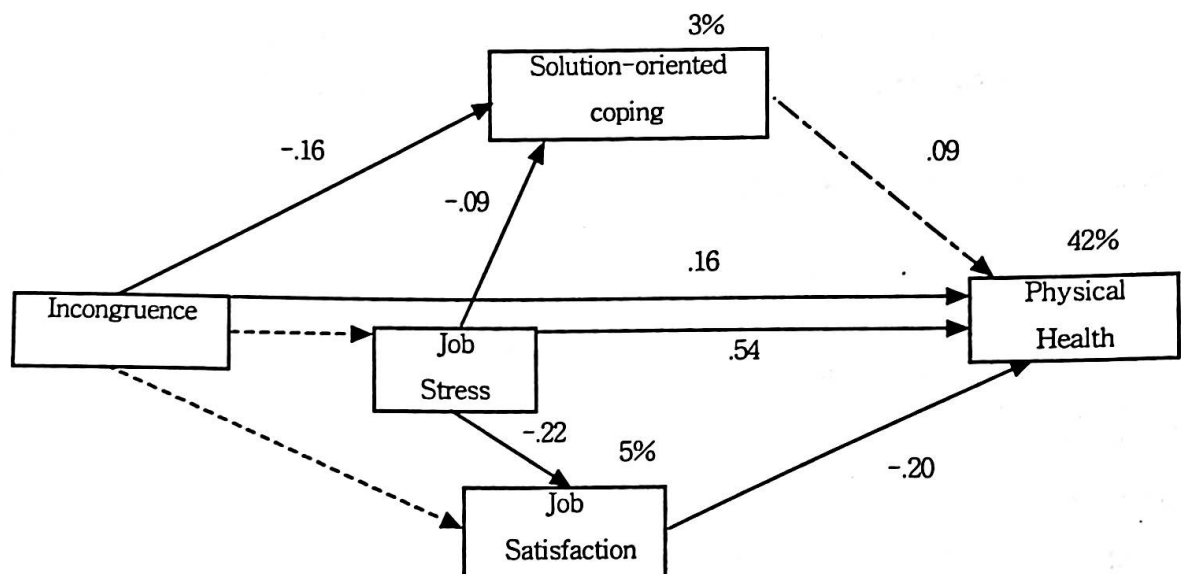 3%
Solution-oriented
coping
-.16
.09
-.09
42%
.16
Incongruence
Physical
Health
Job
Stress
.54
-.22
5%
-.20
Job
Satisfaction